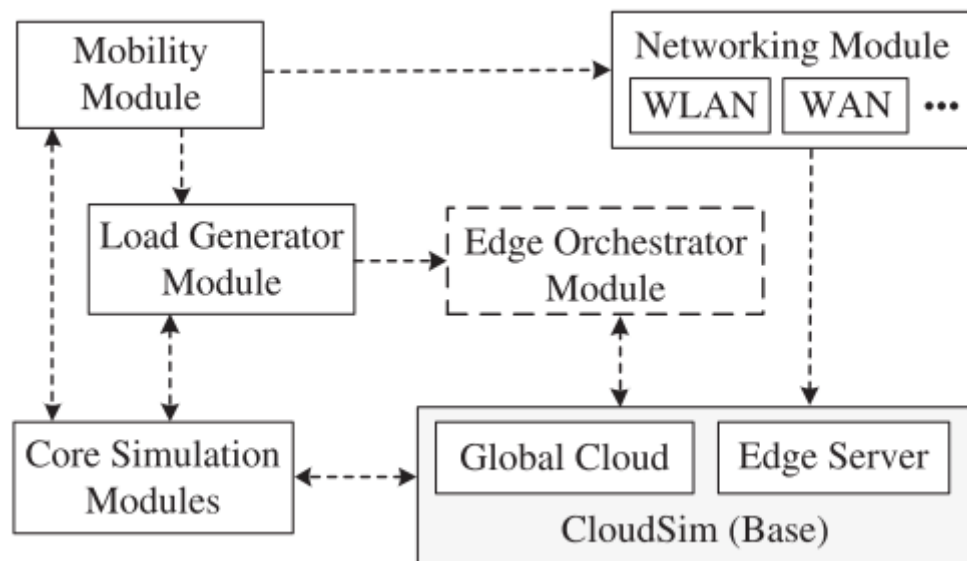 Mobility
Module
Networking Module
WLAN
WAN
•••
Load Generator
Module
Edge Orchestrator
Module
Core Simulation
Modules
Global Cloud
Edge Server
CloudSim (Base)